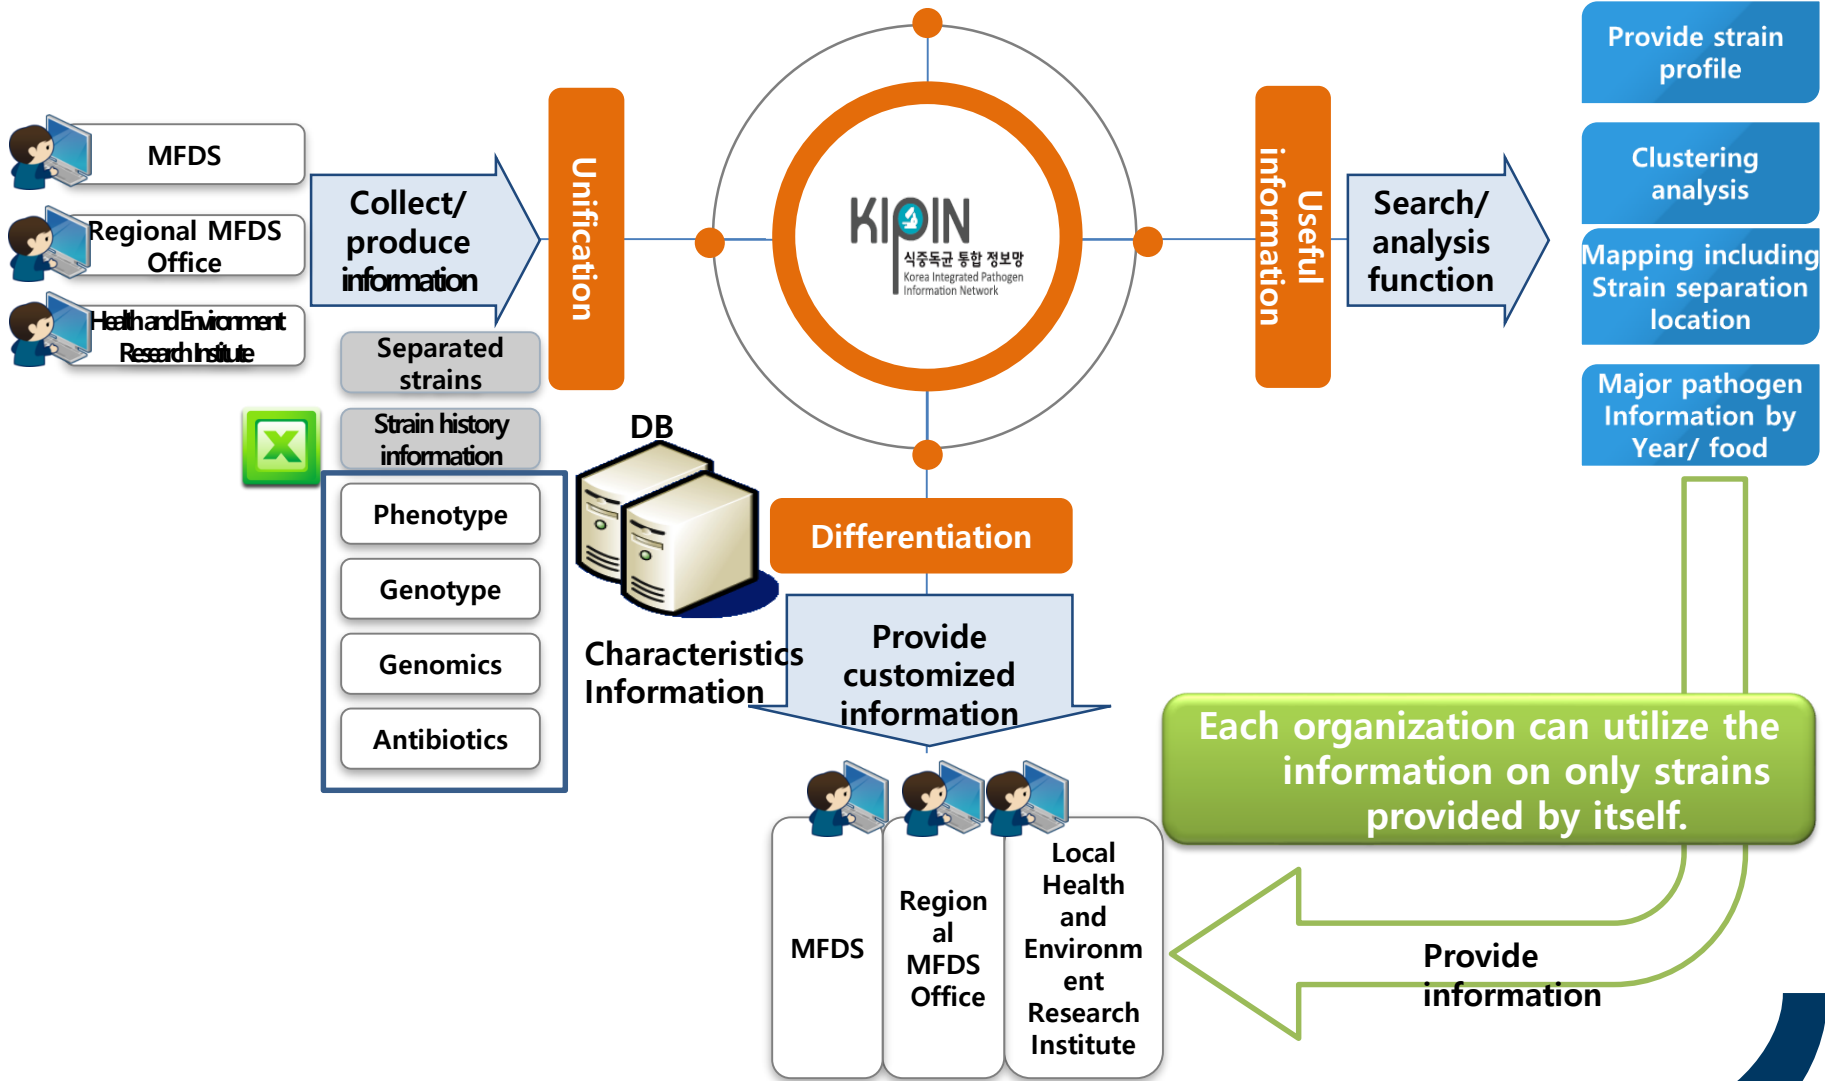 MFDS
Regional MFDS
Office
Health and Environment
Research Institute
Collect/
produce
information
Unification
Separated
strains
Strain history
information
Phenotype
Genotype
Genomics
Antibiotics
DB
Characteristics
Information
KIPIN
식중독균 통합 정보망
Korea Integrated Pathogen
Information Network
Differentiation
Provide
customized
information
MFDS
Region
al
MFDS
Office
Local
Health
and
Environm
ent
Research
Institute
Useful
information
Search/
analysis
function
Provide strain
profile
Clustering
analysis
Mapping including
Strain separation
location
Major pathogen
Information by
Year/ food
Each organization can utilize the
information on only strains
provided by itself.
Provide
information